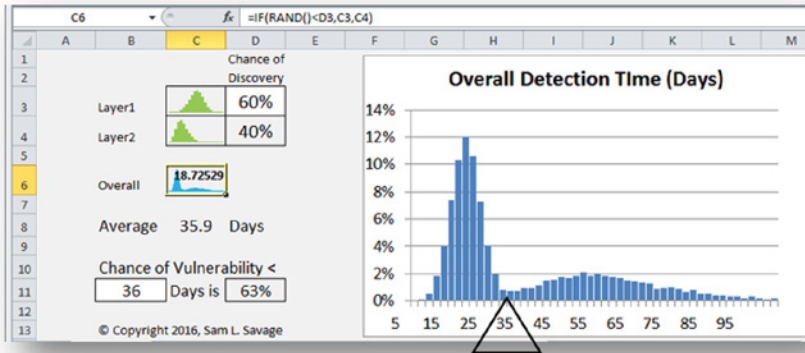 C6 fx =IF(RAND()<D3,C3,C4)
A B C D E F G H I J K L M
1 Chance of
2 Discovery
3 Layer1 60%
4 Layer2 40%
5
6 Overall 18.72529
7
8 Average 35.9 Days
9
10 Chance of Vulnerability <
11 36 Days is 63%
12
13 © Copyright 2016, Sam L. Savage
Overall Detection TIme (Days)
14%
12%
10%
8%
6%
4%
2%
0%
5 15 25 35 45 55 65 75 85 95